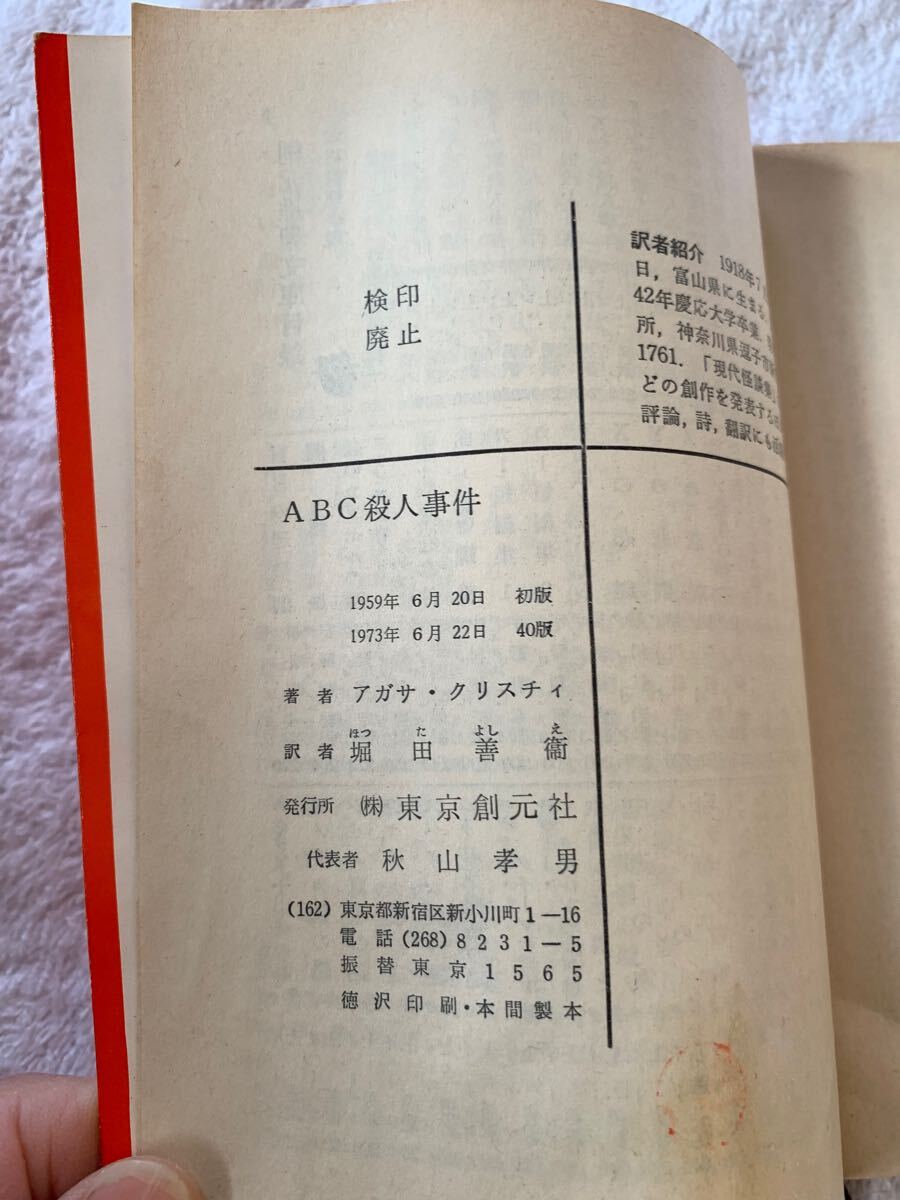 検印
廃止
訳者紹介 1918年7
日，富山県に生まる
42年慶応大学卒業．
所，神奈川県逗子市
1761．「現代怪談集」
どの創作を発表する
評論，詩，翻訳にも
ABC殺人事件
1959年 6月 20日 初版
1973年 6月 22日 40版
著者 アガサ・クリスチィ
ほつ た よし え
訳者 堀田善衞
発行所 ㈱ 東京創元社
代表者 秋山孝男
(162) 東京都新宿区新小川町1—16
電話 (268) 8231—5
振替東京1565
徳沢印刷・本間製本